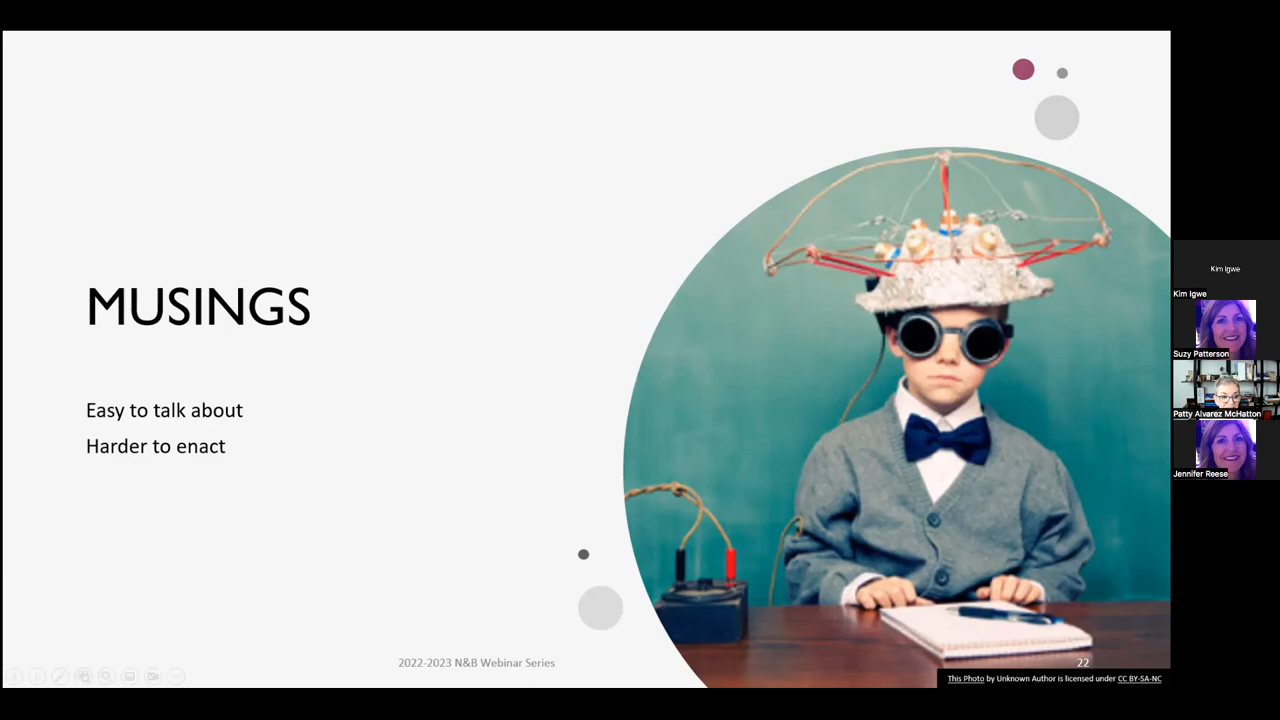 MUSINGS
Easy to talk about
Harder to enact
2022-2023 N&B Webinar Series
22
This Photo by Unknown Author is licensed under CC BY-SA-NC
Kim Igwe
Kim Igwe
Suzy Patterson
Patty Alvarez McHatton
Jennifer Reese